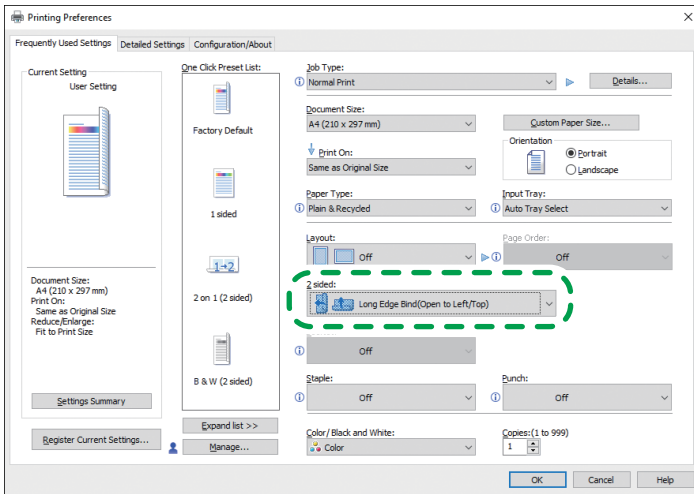 Printing Preferences
Frequently Used Settings Detailed Settings Configuration/About
Current Setting
User Setting
Document Size:
A4 (210 x 297 mm)
Print On:
Same as Original Size
Reduce/Enlarge:
Fit to Print Size
Settings Summary
Register Current Settings...
One Click Preset List:
Factory Default
1 sided
1→2
2 on 1 (2 sided)
B & W (2 sided)
Expand list >>
Manage...
Job Type:
Normal Print
Details...
Document Size:
A4 (210 x 297 mm)
Custom Paper Size...
Print On:
Same as Original Size
Orientation
Portrait
Landscape
Paper Type:
Plain & Recycled
Input Tray:
Auto Tray Select
Layout:
Off
Page Order:
Off
2 sided:
Long Edge Bind(Open to Left/Top)
Off
Staple:
Off
Punch:
Off
Color/ Black and White:
Color
Copies:(1 to 999)
1
OK Cancel Help